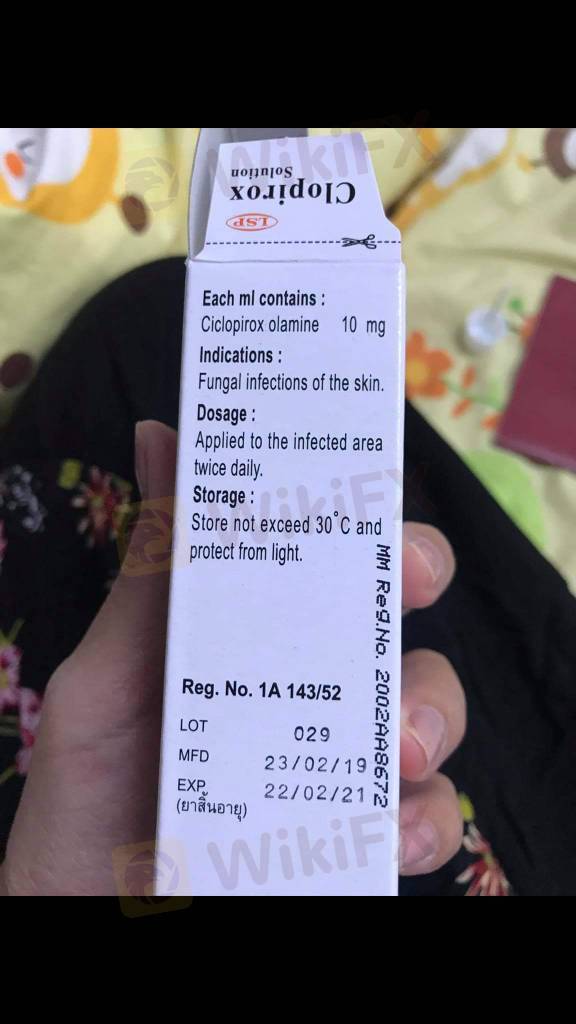 Clopirox
Solution
LSP
Each ml contains :
Ciclopirox olamine 10 mg
Indications :
Fungal infections of the skin.
Dosage :
Applied to the infected area
twice daily.
Storage :
Store not exceed 30°C and
protect from light.
MM Reg.No. 2002AA8672
Reg. No. 1A 143/52
LOT 029
MFD 23/02/19
EXP. 22/02/21
(ยาสิ้นอายุ)
WikiFX
WikiFX
WikiFX